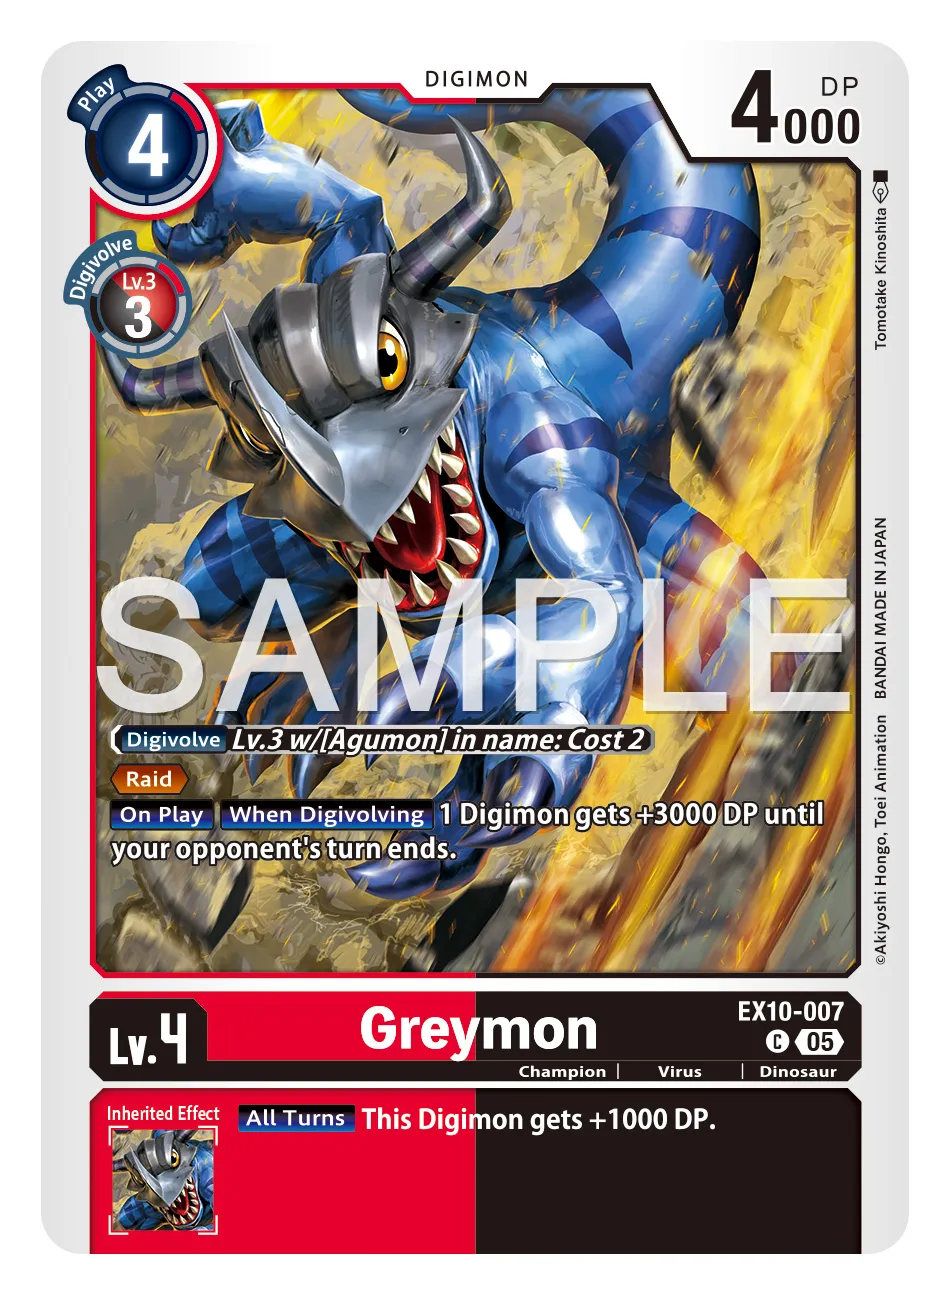 DIGIMON
Play
4
DP
4000
Digivolve
Lv.3
3
Tomotake Kinoshita
BANDAI MADE IN JAPAN
©Akiyoshi Hongo, Toei Animation
SAMPLE
Digivolve Lv.3 w/[Agumon] in name: Cost 2
Raid
On Play When Digivolving 1 Digimon gets +3000 DP until
your opponent's turn ends.
EX10-007
Lv.4
Greymon
C 05
Champion | Virus | Dinosaur
Inherited Effect
All Turns This Digimon gets +1000 DP.